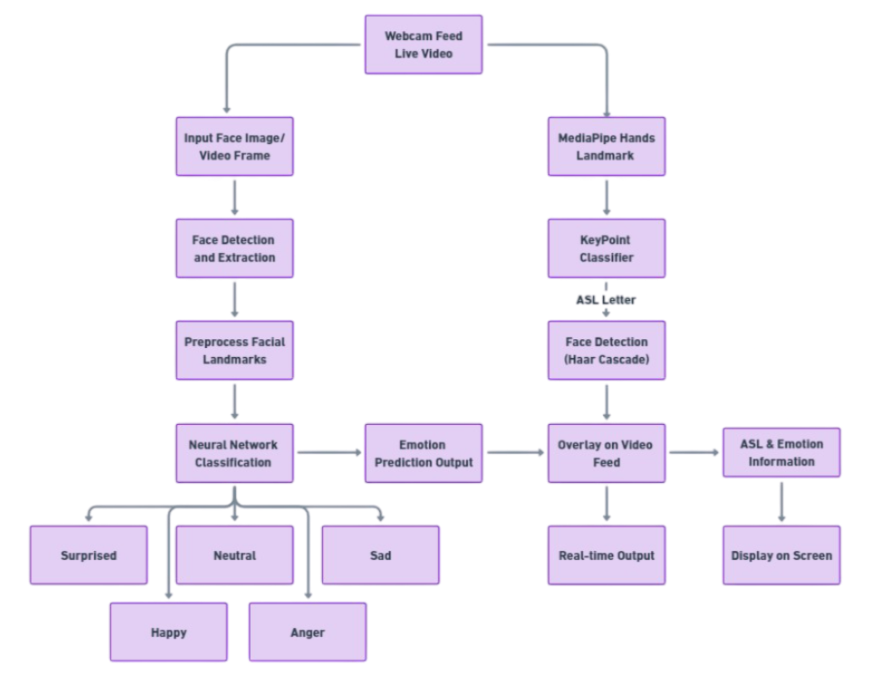 Webcam Feed
Live Video
Input Face Image/
Video Frame
MediaPipe Hands
Landmark
Face Detection
and Extraction
KeyPoint
Classifier
ASL Letter
Preprocess Facial
Landmarks
Face Detection
(Haar Cascade)
Neural Network
Classification
Emotion
Prediction Output
Overlay on Video
Feed
ASL & Emotion
Information
Surprised
Neutral
Sad
Real-time Output
Display on Screen
Happy
Anger